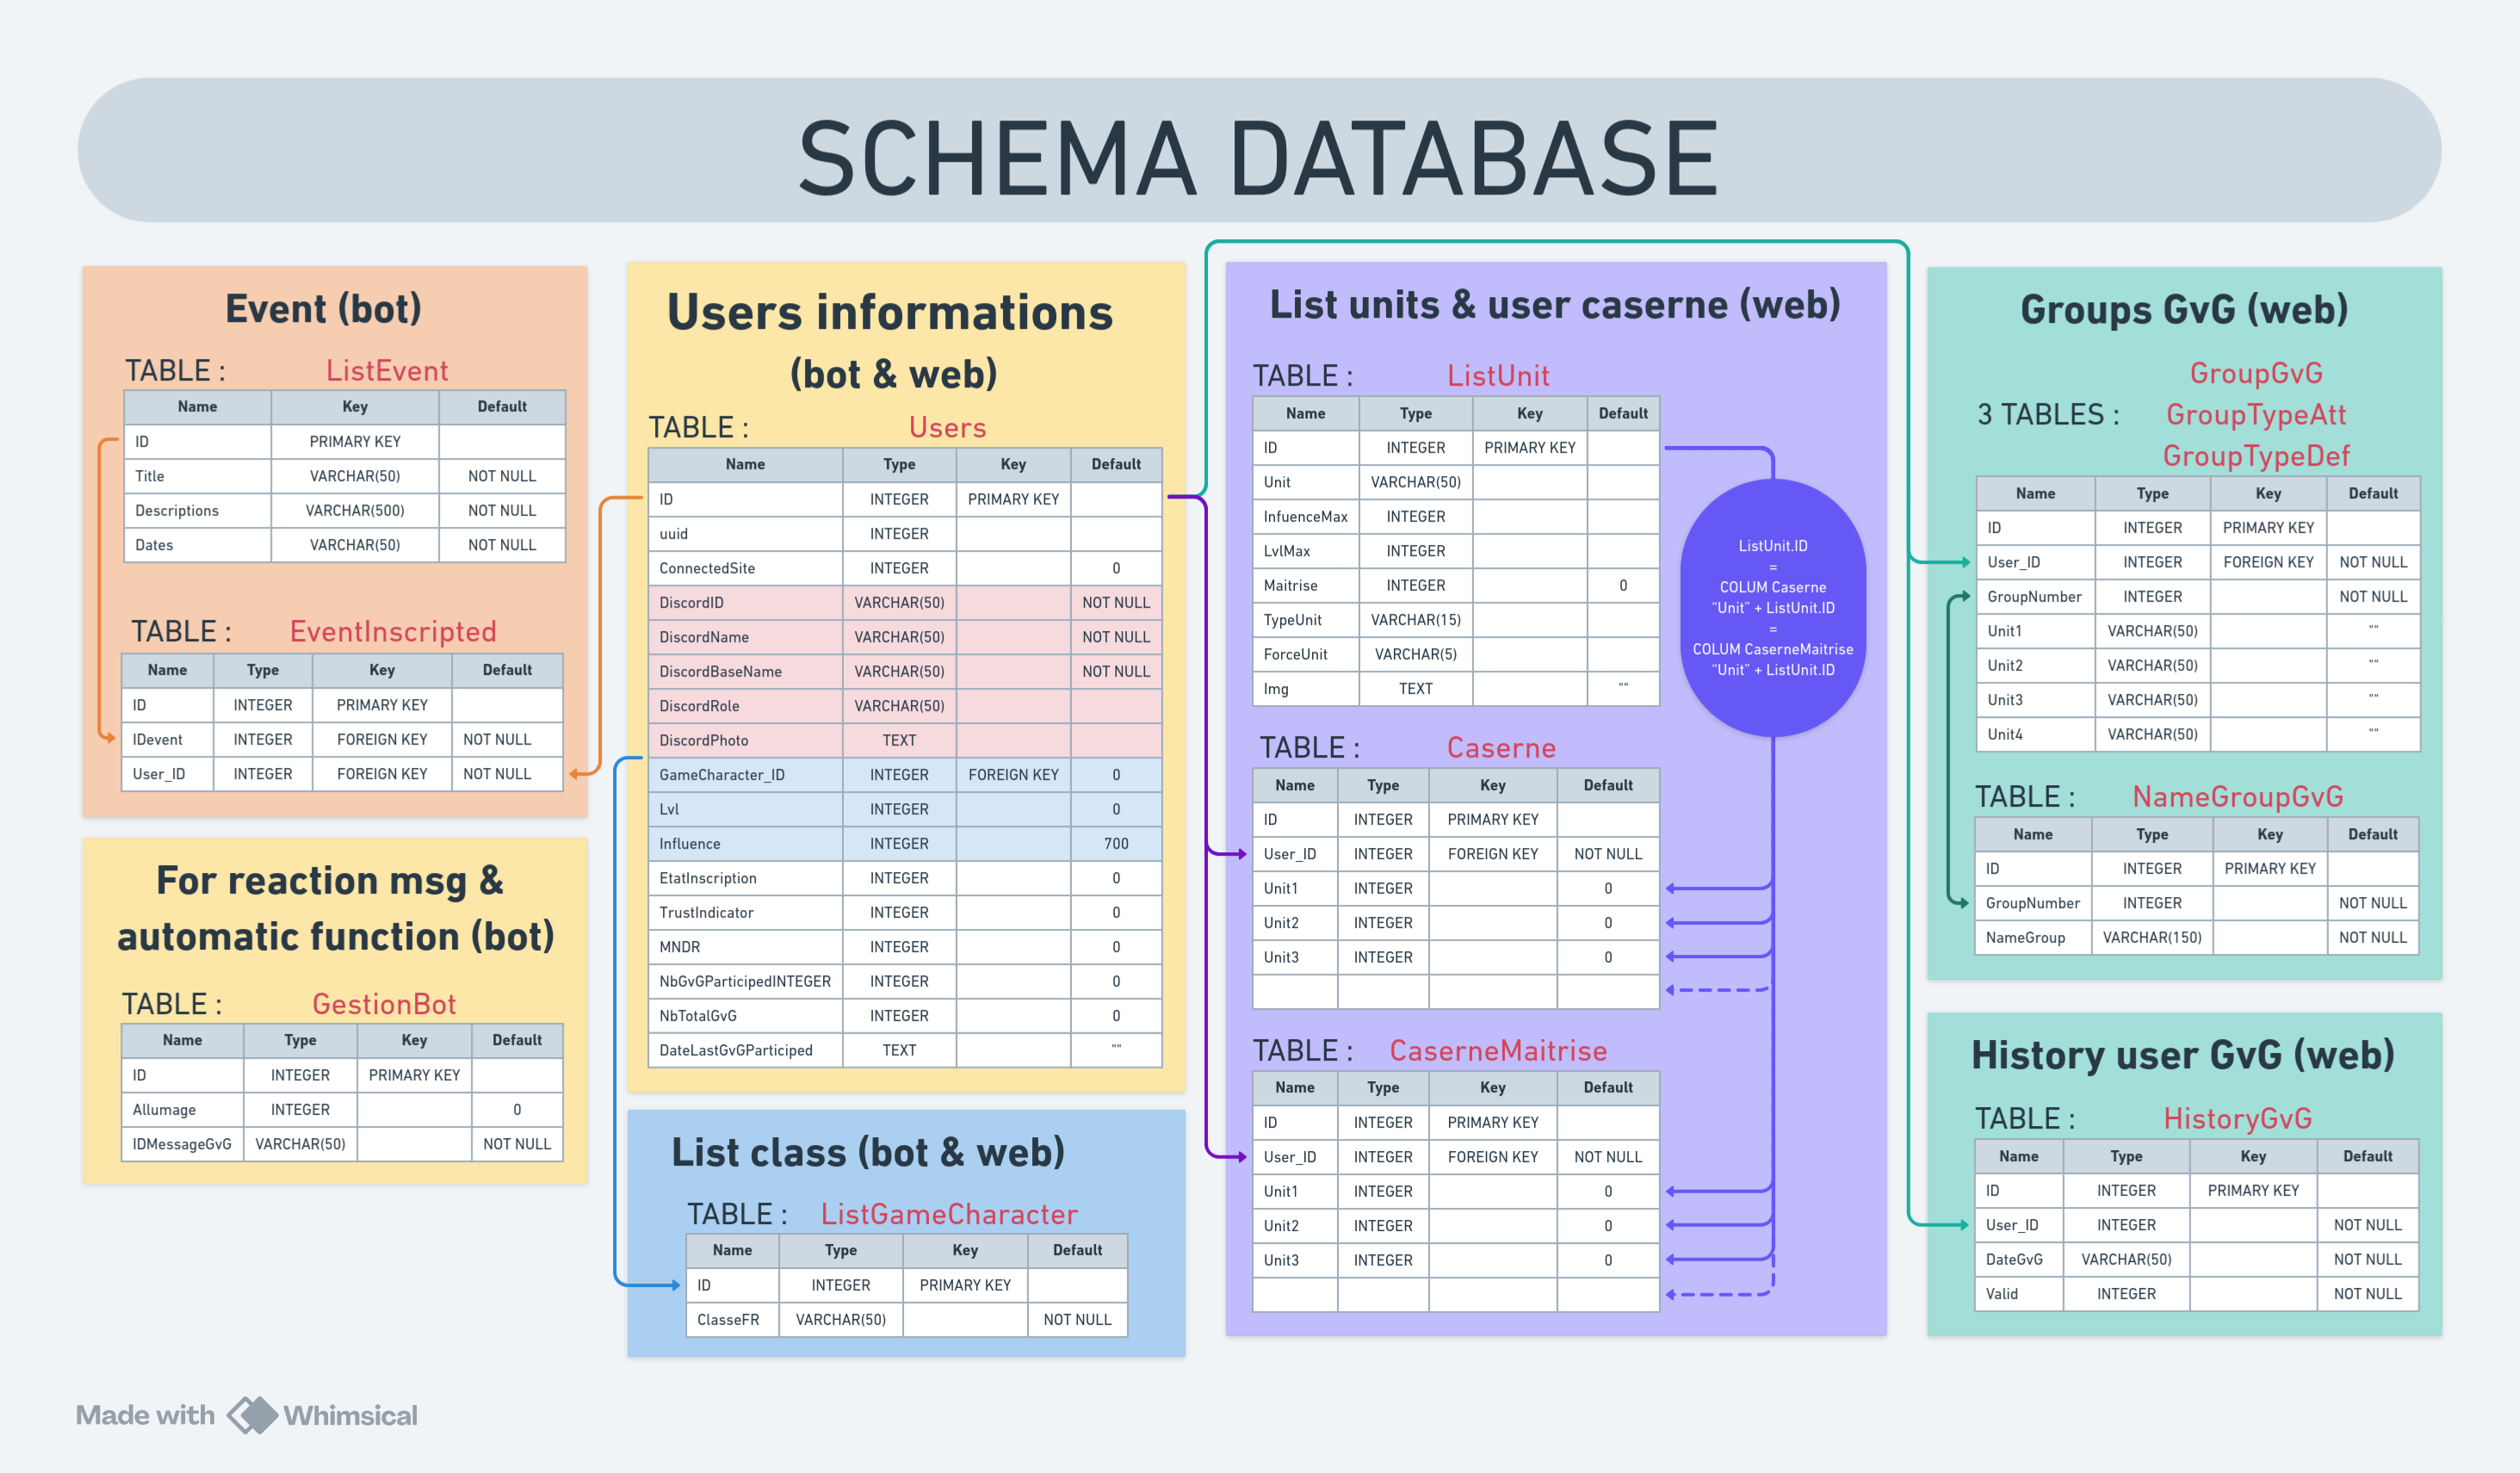 SCHEMA DATABASE
Event (bot)
TABLE : ListEvent
Name Key Default
ID PRIMARY KEY
Title VARCHAR(50) NOT NULL
Descriptions VARCHAR(500) NOT NULL
Dates VARCHAR(50) NOT NULL
TABLE : EventInscripted
Name Type Key Default
ID INTEGER PRIMARY KEY
IDevent INTEGER FOREIGN KEY NOT NULL
User_ID INTEGER FOREIGN KEY NOT NULL
For reaction msg &
automatic function (bot)
TABLE : GestionBot
Name Type Key Default
ID INTEGER PRIMARY KEY
Allumage INTEGER 0
IDMessageGvG VARCHAR(50) NOT NULL
Users informations
(bot & web)
TABLE : Users
Name Type Key Default
ID INTEGER PRIMARY KEY
uuid INTEGER
ConnectedSite INTEGER 0
DiscordID VARCHAR(50) NOT NULL
DiscordName VARCHAR(50) NOT NULL
DiscordBaseName VARCHAR(50) NOT NULL
DiscordRole VARCHAR(50)
DiscordPhoto TEXT
GameCharacter_ID INTEGER FOREIGN KEY 0
Lvl INTEGER 0
Influence INTEGER 700
EtatInscription INTEGER 0
TrustIndicator INTEGER 0
MNDR INTEGER 0
NbGvGParticipedINTEGER INTEGER 0
NbTotalGvG INTEGER 0
DateLastGvGParticiped TEXT ""
List class (bot & web)
TABLE : ListGameCharacter
Name Type Key Default
ID INTEGER PRIMARY KEY
ClasseFR VARCHAR(50) NOT NULL
List units & user caserne (web)
TABLE : ListUnit
Name Type Key Default
ID INTEGER PRIMARY KEY
Unit VARCHAR(50)
InfuenceMax INTEGER
LvlMax INTEGER
Maitrise INTEGER 0
TypeUnit VARCHAR(15)
ForceUnit VARCHAR(5)
Img TEXT ""
ListUnit.ID
=
COLUM Caserne
“Unit” + ListUnit.ID
=
COLUM CaserneMaitrise
“Unit” + ListUnit.ID
TABLE : Caserne
Name Type Key Default
ID INTEGER PRIMARY KEY
User_ID INTEGER FOREIGN KEY NOT NULL
Unit1 INTEGER 0
Unit2 INTEGER 0
Unit3 INTEGER 0
TABLE : CaserneMaitrise
Name Type Key Default
ID INTEGER PRIMARY KEY
User_ID INTEGER FOREIGN KEY NOT NULL
Unit1 INTEGER 0
Unit2 INTEGER 0
Unit3 INTEGER 0
Groups GvG (web)
GroupGvG
3 TABLES : GroupTypeAtt
GroupTypeDef
Name Type Key Default
ID INTEGER PRIMARY KEY
User_ID INTEGER FOREIGN KEY NOT NULL
GroupNumber INTEGER NOT NULL
Unit1 VARCHAR(50) ""
Unit2 VARCHAR(50) ""
Unit3 VARCHAR(50) ""
Unit4 VARCHAR(50) ""
TABLE : NameGroupGvG
Name Type Key Default
ID INTEGER PRIMARY KEY
GroupNumber INTEGER NOT NULL
NameGroup VARCHAR(150) NOT NULL
History user GvG (web)
TABLE : HistoryGvG
Name Type Key Default
ID INTEGER PRIMARY KEY
User_ID INTEGER NOT NULL
DateGvG VARCHAR(50) NOT NULL
Valid INTEGER NOT NULL
Made with Whimsical